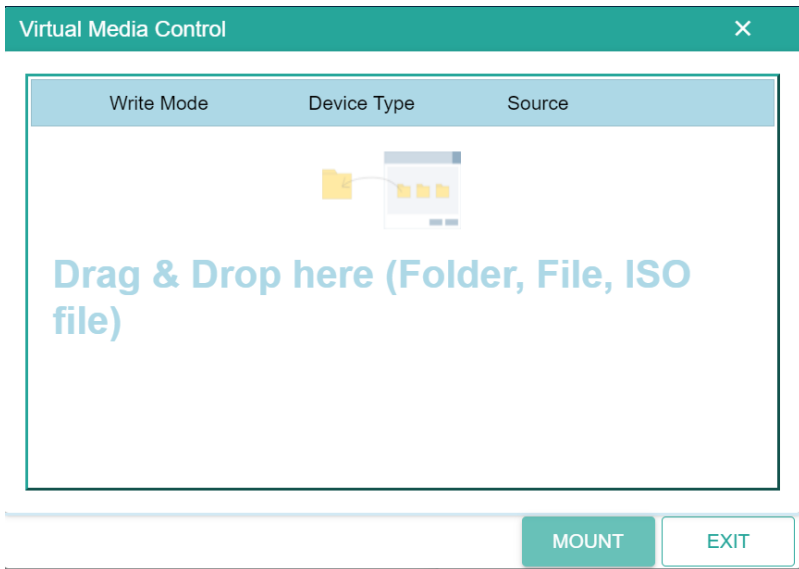 Virtual Media Control
Write Mode Device Type Source
Drag & Drop here (Folder, File, ISO
file)
MOUNT EXIT